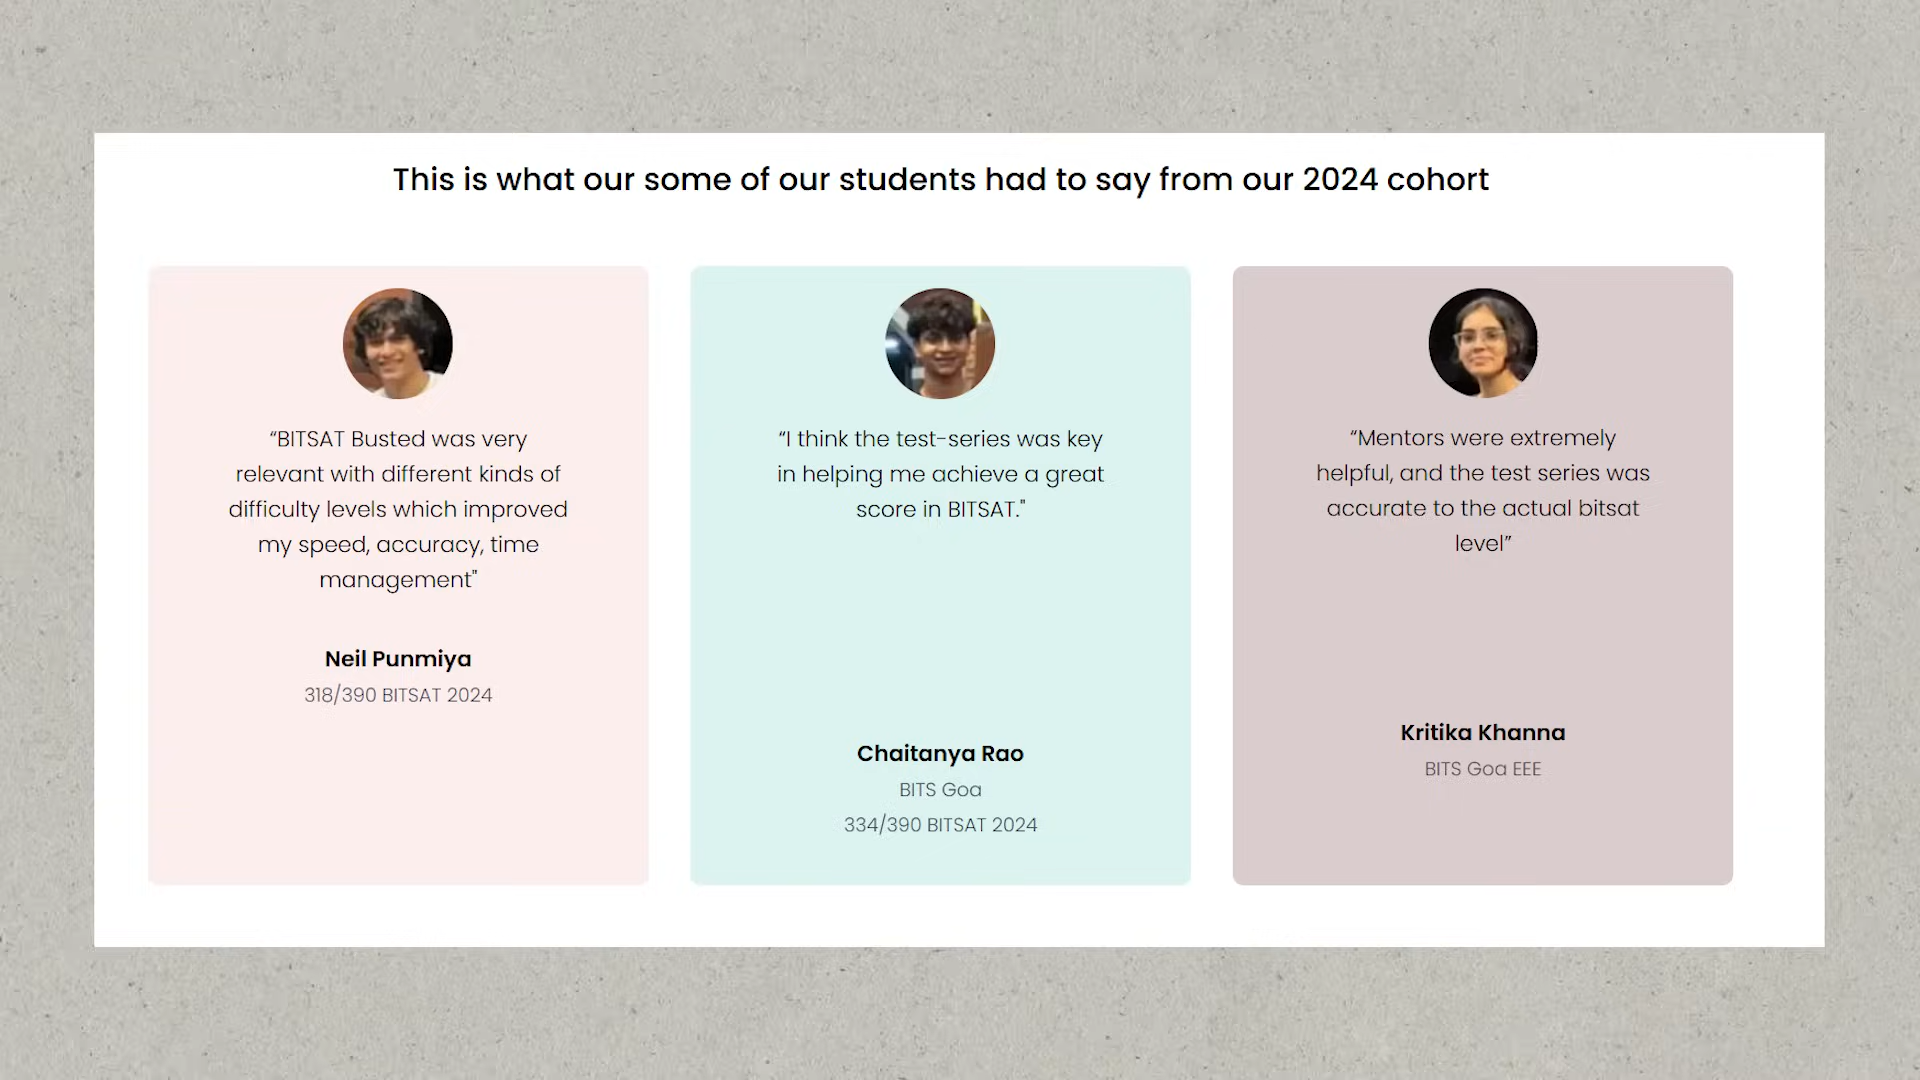 This is what our some of our students had to say from our 2024 cohort
“BITSAT Busted was very
relevant with different kinds of
difficulty levels which improved
my speed, accuracy, time
management"
Neil Punmiya
318/390 BITSAT 2024
“I think the test-series was key
in helping me achieve a great
score in BITSAT."
Chaitanya Rao
BITS Goa
334/390 BITSAT 2024
“Mentors were extremely
helpful, and the test series was
accurate to the actual bitsat
level”
Kritika Khanna
BITS Goa EEE